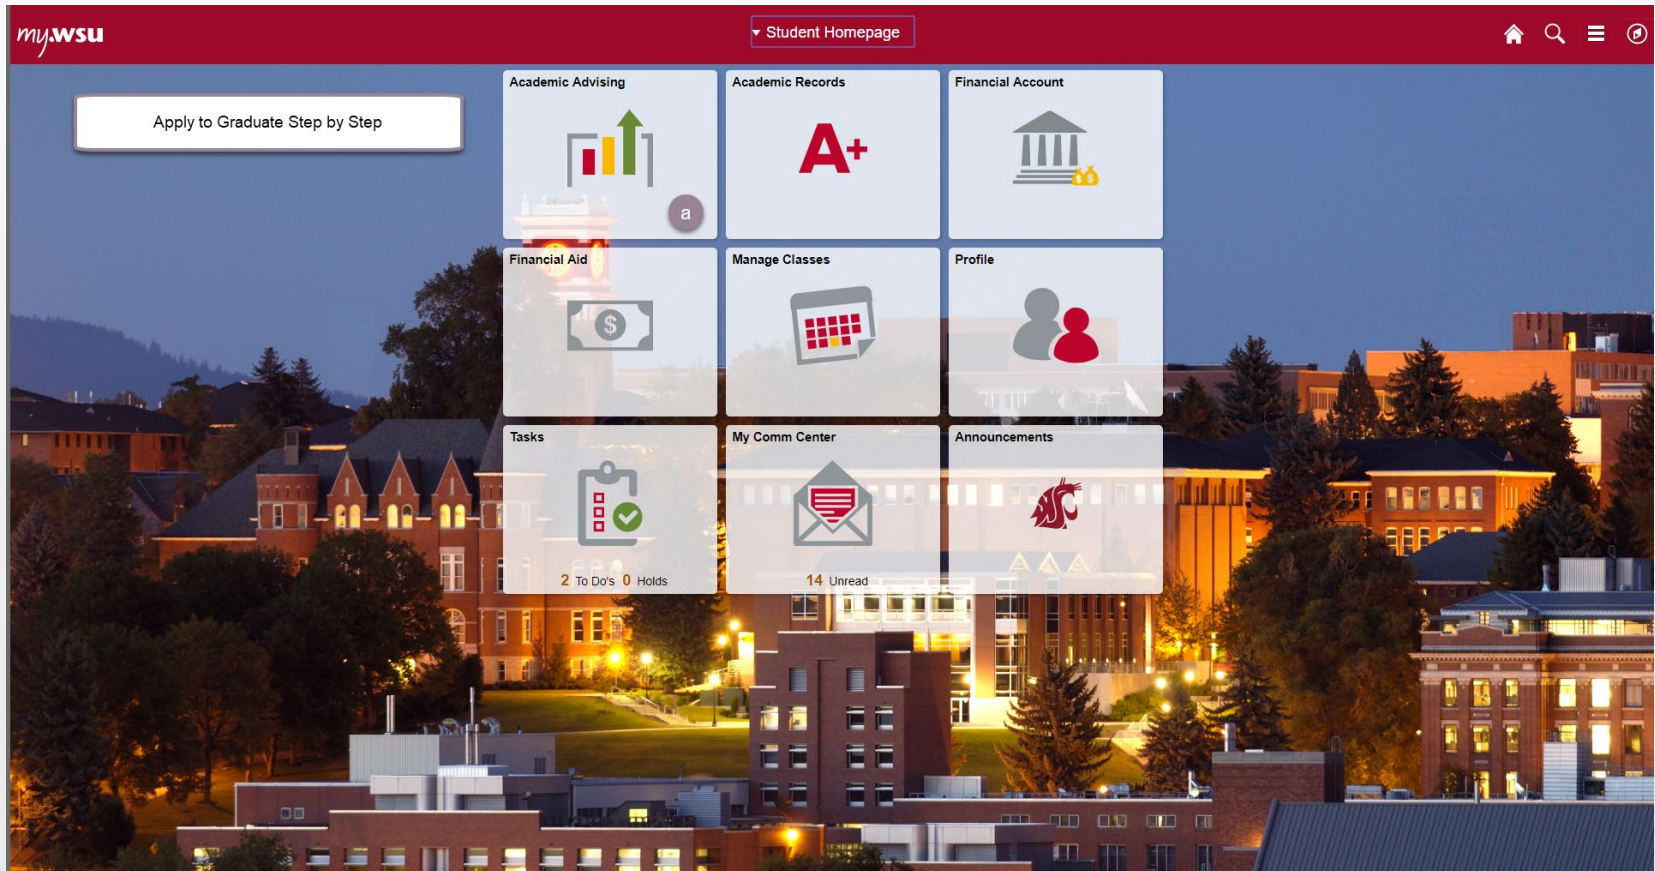 my.wsu
Student Homepage
Apply to Graduate Step by Step
Academic Advising
a
Academic Records
A+
Financial Account
$ $
Financial Aid
$
Manage Classes
Profile
Tasks
2 To Do's 0 Holds
My Comm Center
14 Unread
Announcements
WSC